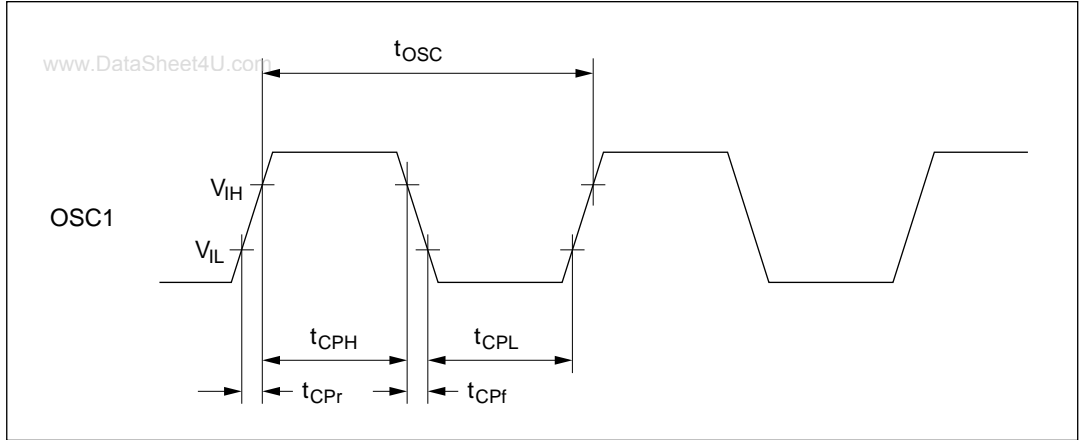 tOSC
www.DataSheet4U.com
VIH
OSC1
VIL
tCPH
tCPL
tCPr
tCPf